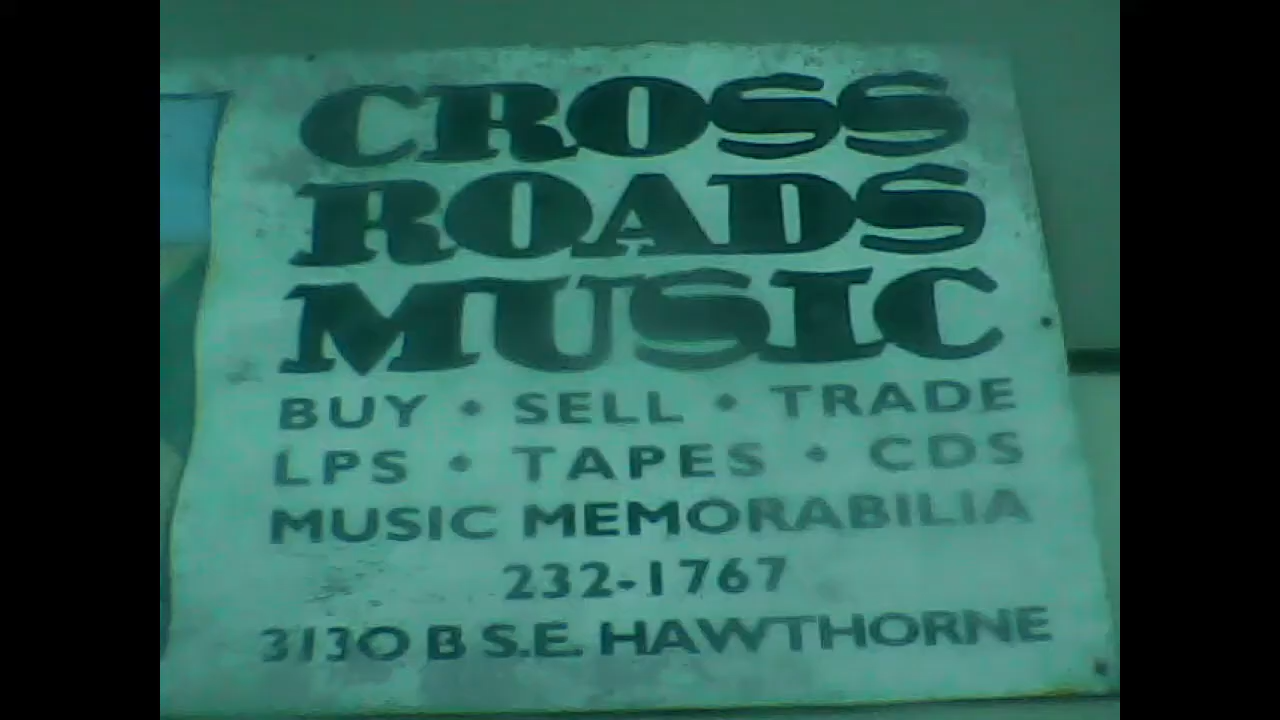 CROSS
ROADS
MUSIC
BUY • SELL • TRADE
LPS • TAPES • CDS
MUSIC MEMORABILIA
232-1767
3130 B S.E. HAWTHORNE